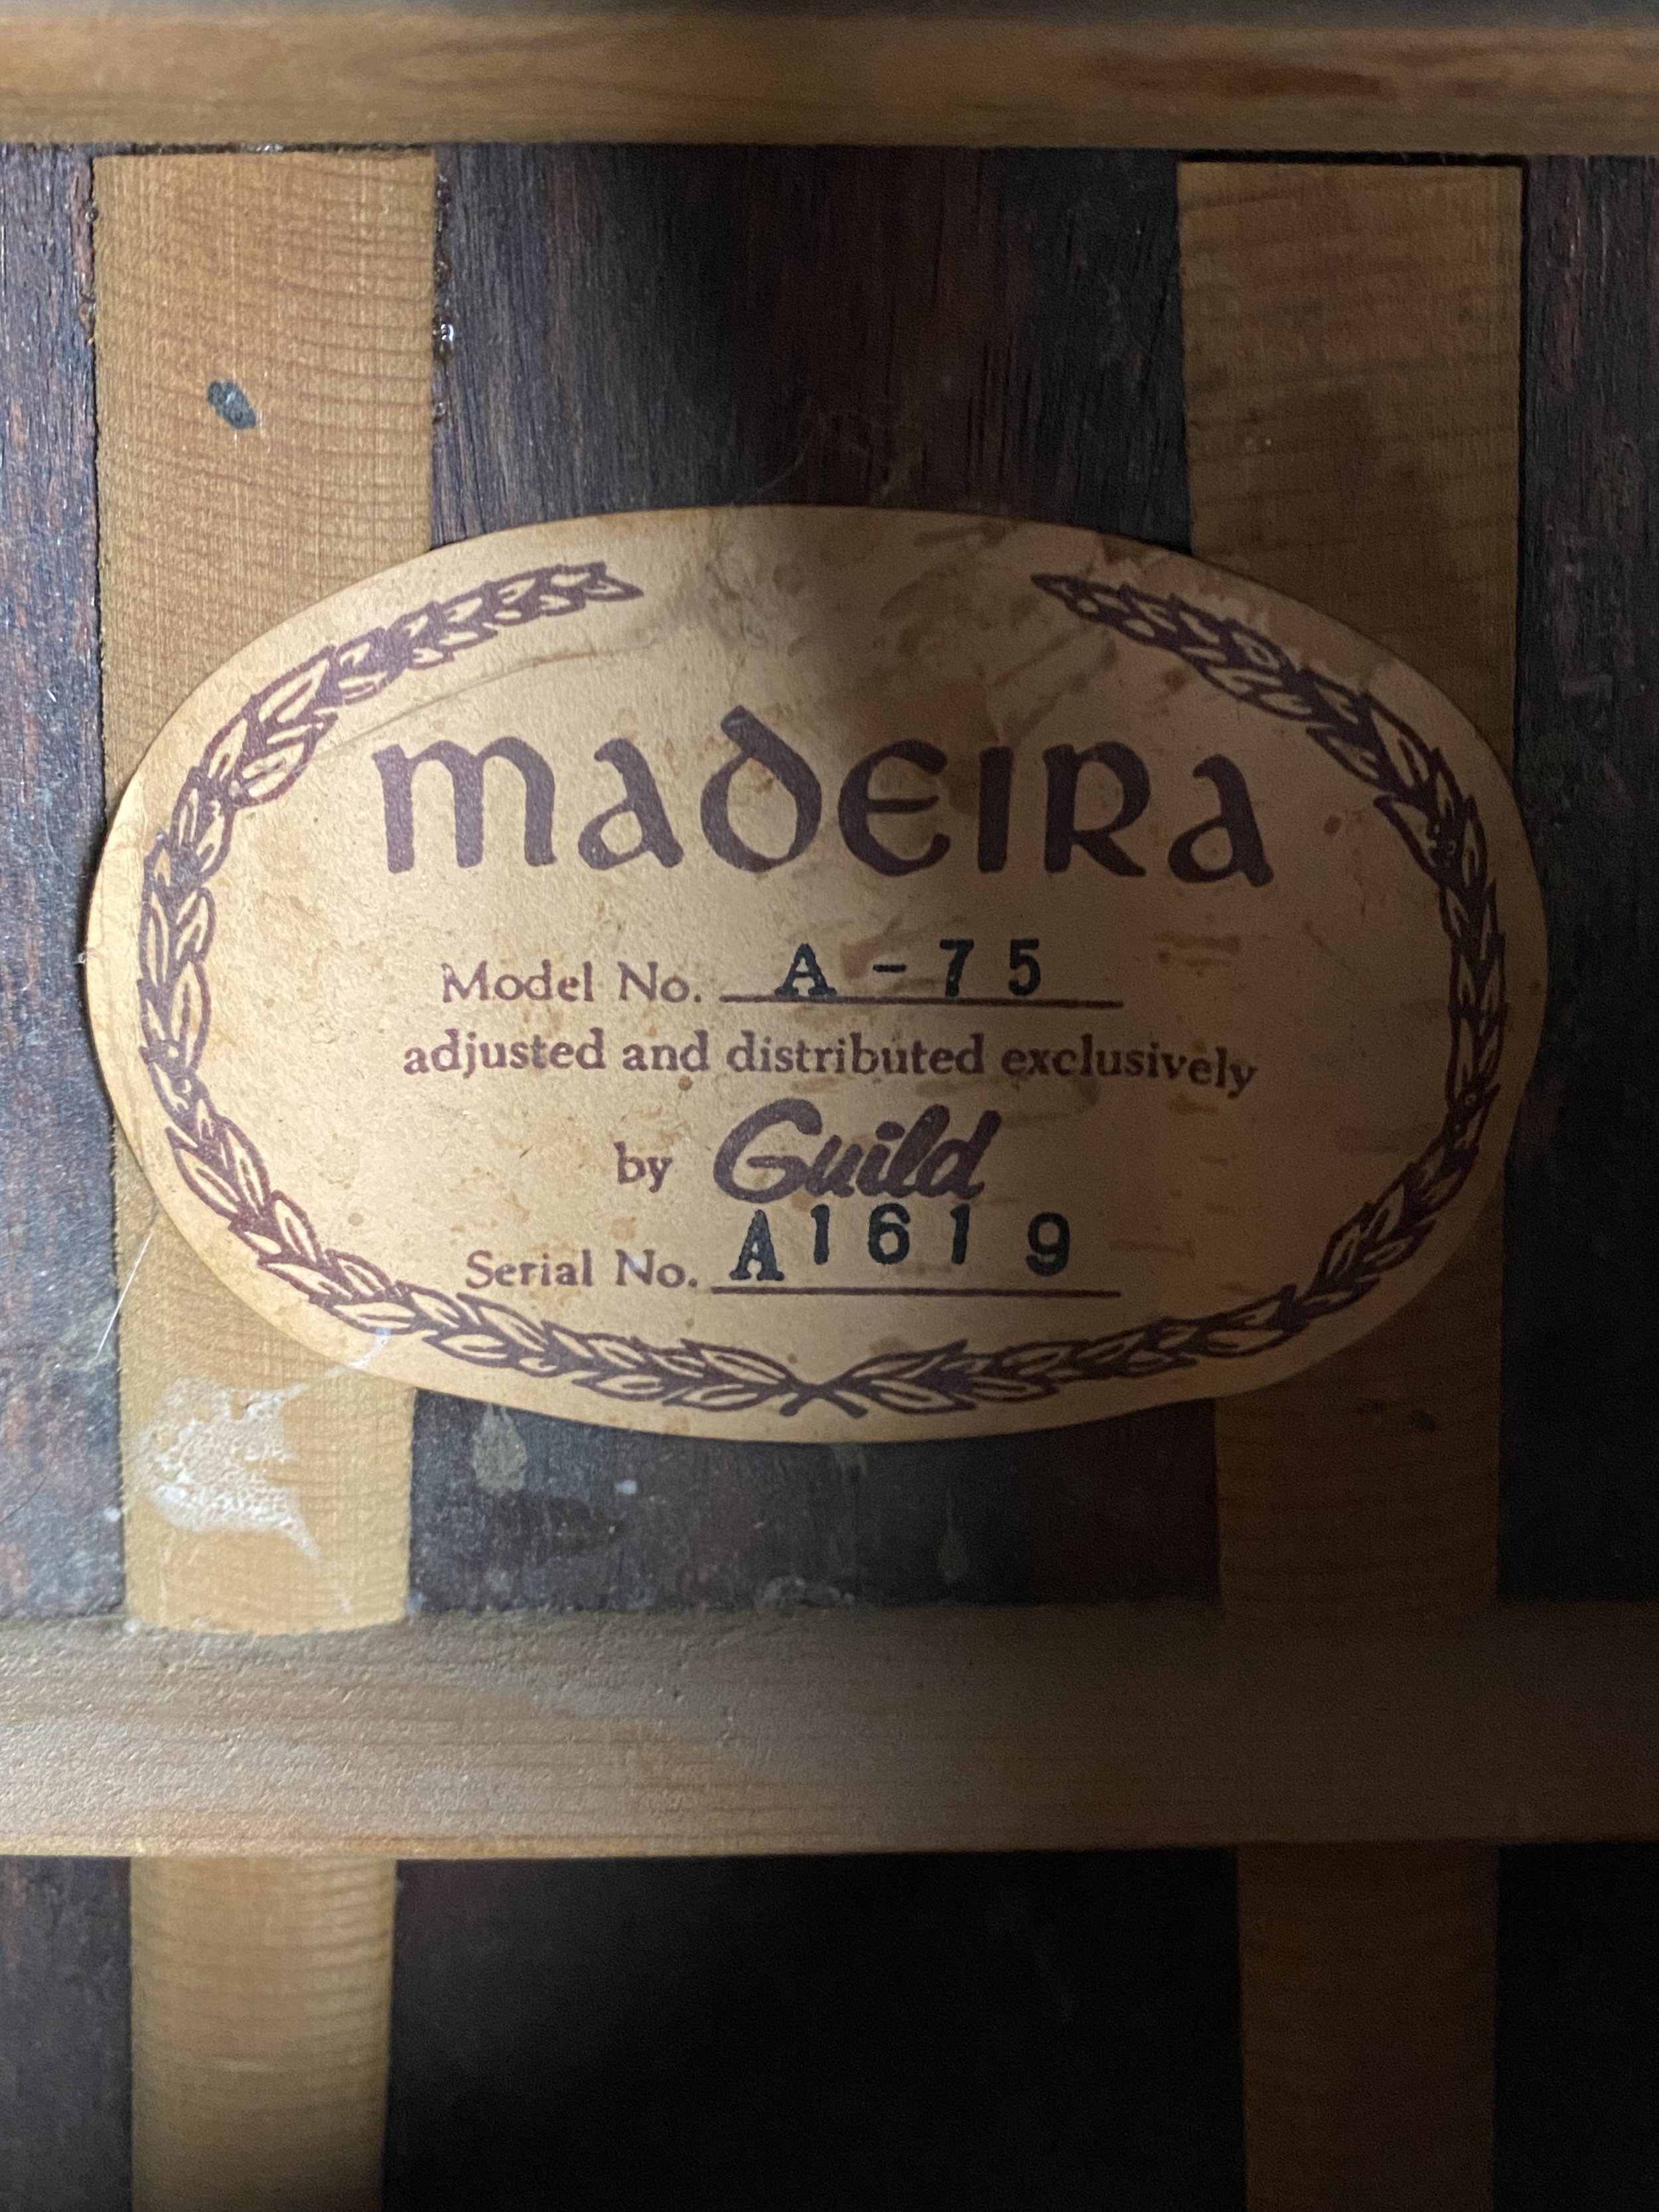 MADEIRA
Model No. A-75
adjusted and distributed exclusively
by Guild
Serial No. A1619